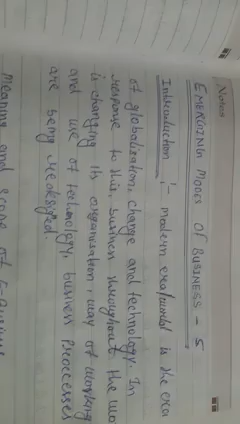 Notes
EMERGING MODES OF BUSINESS - 5
Introduction :- modern era/world is the era
of globalisation, change and technology. In
response to this, business throughout the wo
is changing its organisation, way of working
and use of technology, business processes
are being redesigned.
Meaning and scope of e-business